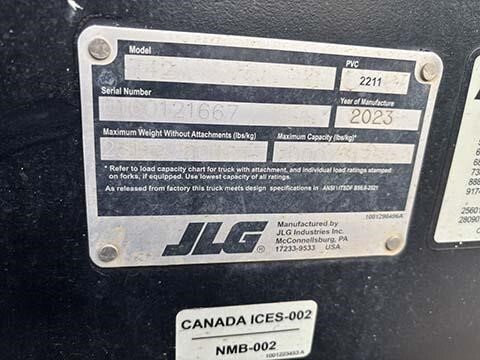 Model
PVC
2211
Serial Number
0160121667
Year of Manufacture
2023
Maximum Weight Without Attachments (lbs/kg)
Maximum Capacity (lbs/kg)*
* Refer to load capacity chart for truck with attachment, and individual load ratings stamped
on forks, if equipped. Use lowest capacity of all ratings.
As released from factory this truck meets design specifications in - ANSI / ITSDF B56.6-2021
JLG®
Manufactured by
JLG Industries Inc.
McConnellsburg, PA
17233-9533 USA
1001290496A
CANADA ICES-002
NMB-002
1001223453 A